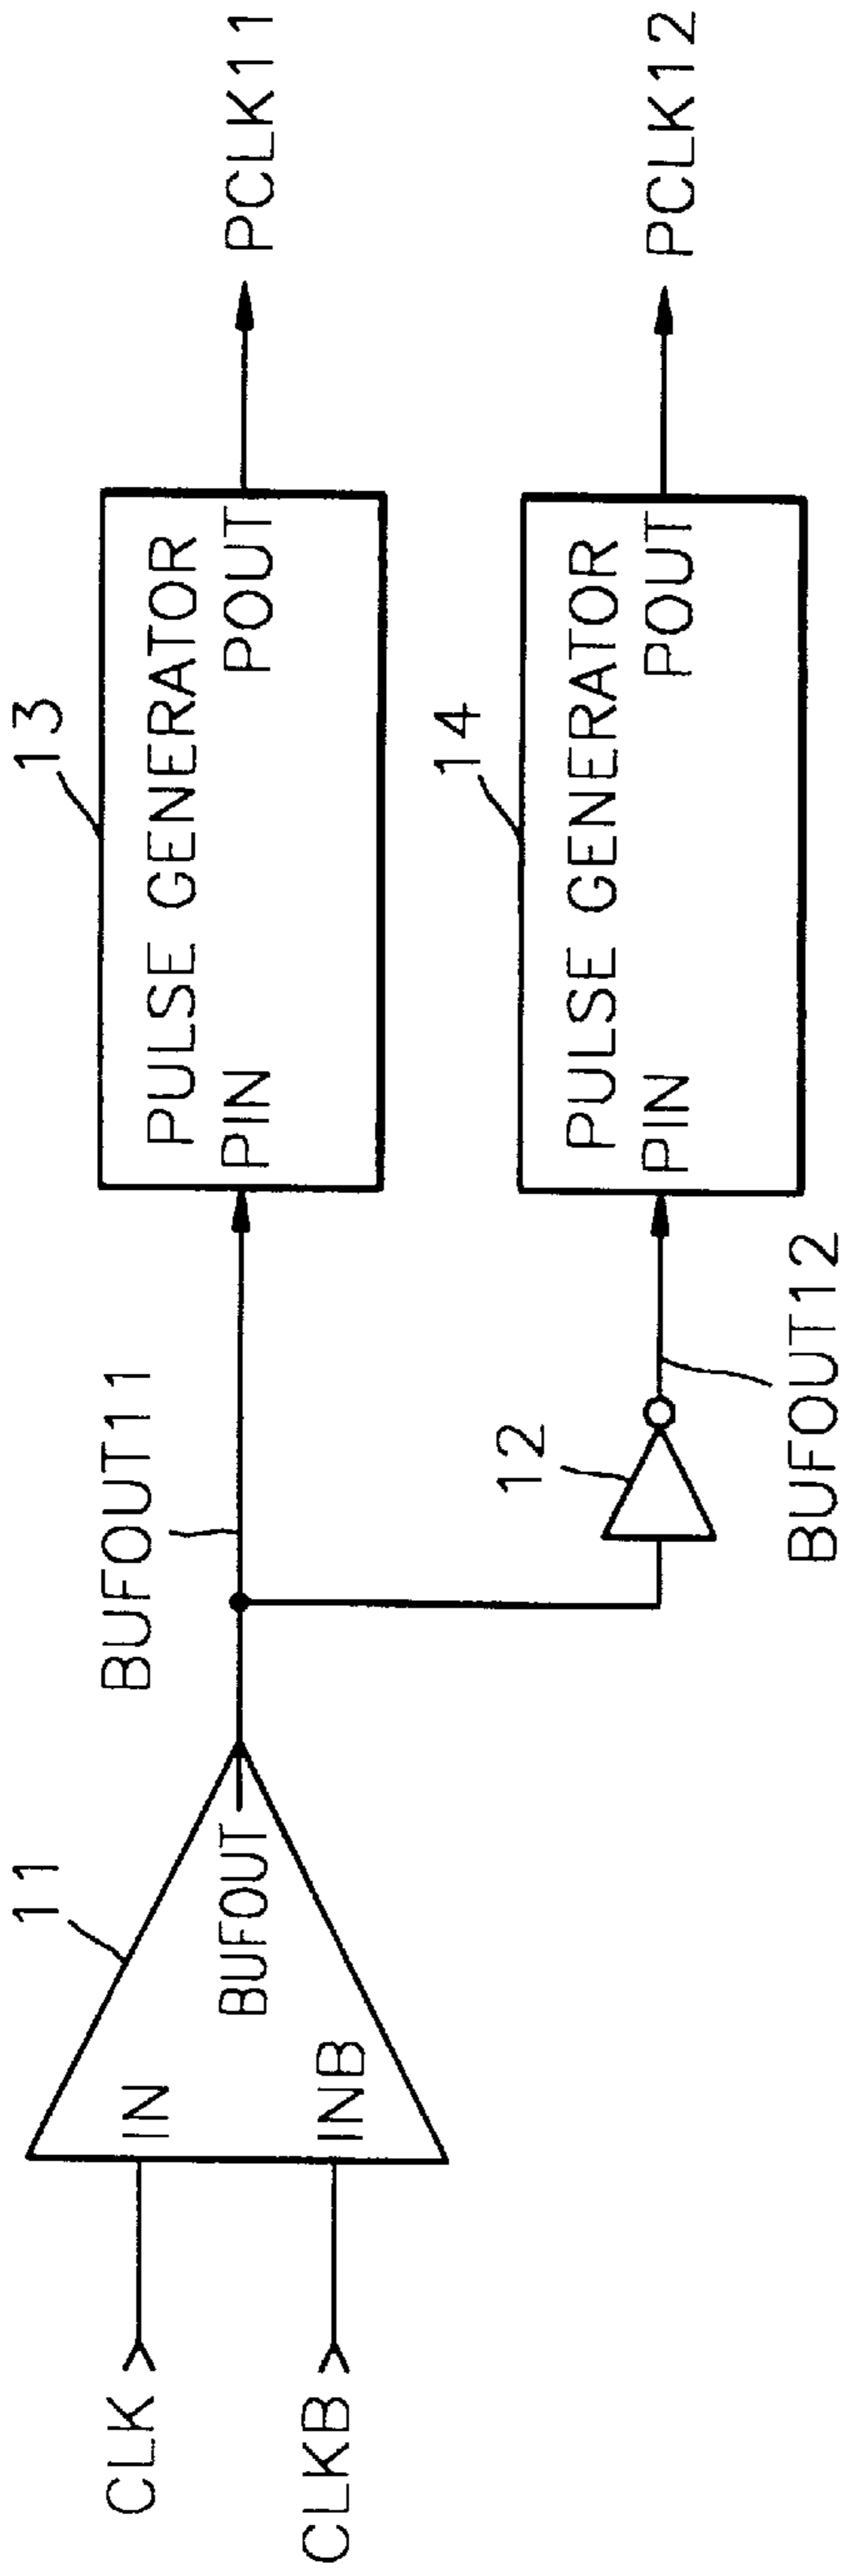 CLK
CLKB
11
IN
INB
BUFOUT
BUFOUT11
12
BUFOUT12
13
PULSE GENERATOR
PIN
POUT
PCLK11
14
PULSE GENERATOR
PIN
POUT
PCLK12